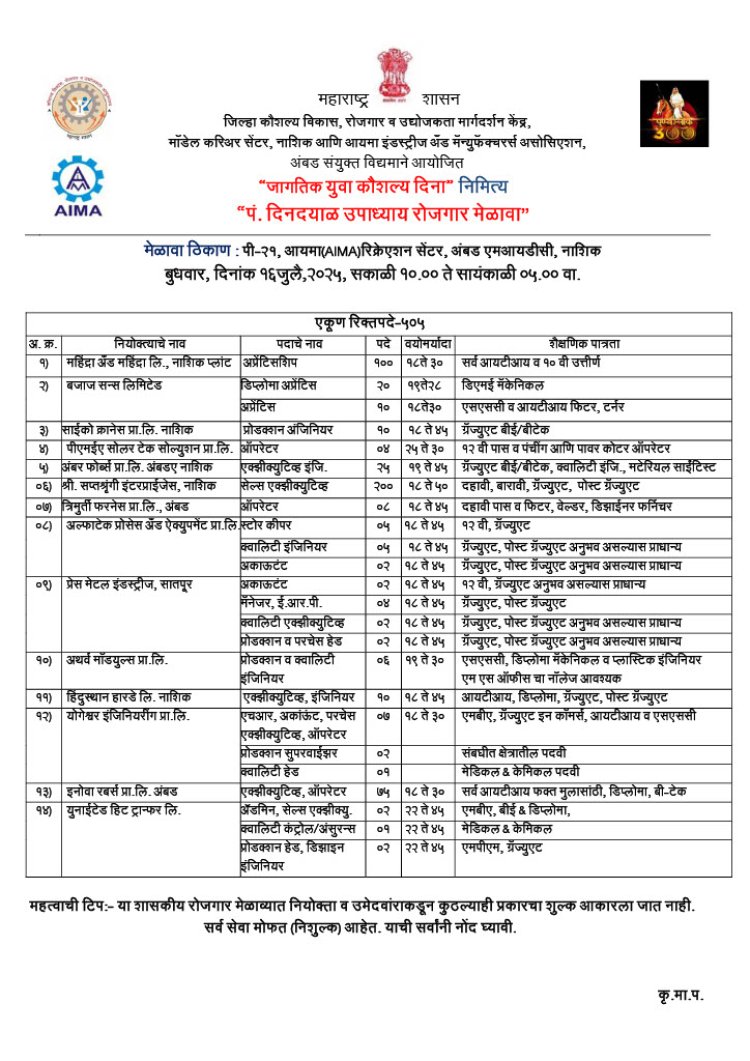 महाराष्ट्र शासन
जिल्हा कौशल्य विकास, रोजगार व उद्योजकता मार्गदर्शन केंद्र,
मॉडेल करिअर सेंटर, नाशिक आणि आयमा इंडस्ट्रीज अँड मॅन्युफॅक्चरर्स असोसिएशन,
अंबड संयुक्त विद्यमाने आयोजित
“जागतिक युवा कौशल्य दिना” निमित्य
“पं. दिनदयाळ उपाध्याय रोजगार मेळावा”
AIMA
३००
मेळावा ठिकाण : पी-२१, आयमा(AIMA)रिक्रेएशन सेंटर, अंबड एमआयडीसी, नाशिक
बुधवार, दिनांक १६जुलै,२०२५, सकाळी १०.०० ते सायंकाळी ०५.०० वा.
एकूण रिक्तपदे-५०५
अ. क्र. नियोक्त्याचे नाव पदाचे नाव पदे वयोमर्यादा शैक्षणिक पात्रता
१) महिंद्रा अँड महिंद्रा लि., नाशिक प्लांट अप्रेंटिसशिप १०० १८ते ३० सर्व आयटीआय व १० वी उत्तीर्ण
२) बजाज सन्स लिमिटेड डिप्लोमा अप्रेंटिस २० १९ते२८ डिएमई मॅकेनिकल
अप्रेंटिस १० १८ते३० एसएससी व आयटीआय फिटर, टर्नर
३) साईको क्रानेस प्रा.लि. नाशिक प्रोडक्शन अंजिनियर १० १८ ते ४५ ग्रॅज्युएट बीई/बीटेक
४) पीएमईए सोलर टेक सोल्युशन प्रा.लि. ऑपरेटर ०४ २५ ते ३० १२ वी पास व पंचींग आणि पावर कोटर ऑपरेटर
५) अंबर फोर्ब्स प्रा.लि. अंबडए नाशिक एक्झीक्युटिव्ह इंजि. २५ १९ ते ४५ ग्रॅज्युएट बीई/बीटेक, क्वालिटी इंजि., मटेरियल साईंटिस्ट
०६) श्री. सप्तश्रृंगी इंटरप्राईजेस, नाशिक सेल्स एक्झीक्युटिव्ह २०० १८ ते ५० दहावी, बारावी, ग्रॅज्युएट, पोस्ट ग्रॅज्युएट
०७) त्रिमुर्ती फरनेस प्रा.लि., अंबड ऑपरेटर ०८ १८ ते ४५ दहावी पास व फिटर, वेल्डर, डिझाईनर फर्निचर
०८) अल्फाटेक प्रोसेस अँड ऐक्युपमेंट प्रा.लि. स्टोर कीपर ०५ १८ ते ४५ १२ वी, ग्रॅज्युएट
क्वालिटी इंजिनियर ०५ १८ ते ४५ ग्रॅज्युएट, पोस्ट ग्रॅज्युएट अनुभव असल्यास प्राधान्य
अकाऊटंट ०२ १८ ते ४५ ग्रॅज्युएट, पोस्ट ग्रॅज्युएट अनुभव असल्यास प्राधान्य
०९) प्रेस मेटल इंडस्ट्रीज, सातपूर अकाऊटंट ०२ १८ ते ४५ १२ वी, ग्रॅज्युएट अनुभव असल्यास प्राधान्य
मॅनेजर, ई.आर.पी. ०४ १८ ते ४५ ग्रॅज्युएट, पोस्ट ग्रॅज्युएट
क्वालिटी एक्झीक्युटिव्ह ०२ १८ ते ४५ ग्रॅज्युएट, पोस्ट ग्रॅज्युएट अनुभव असल्यास प्राधान्य
प्रोडक्शन व परचेस हेड ०२ १८ ते ४५ ग्रॅज्युएट, पोस्ट ग्रॅज्युएट अनुभव असल्यास प्राधान्य
१०) अथर्व मॉडयुल्स प्रा.लि. प्रोडक्शन व क्वालिटी ०६ १९ ते ३० एसएससी, डिप्लोमा मॅकेनिकल व प्लास्टिक इंजिनियर
इंजिनियर एम एस ऑफीस चा नॉलेज आवश्यक
११) हिंदुस्थान हारडे लि. नाशिक एक्झीक्युटिव्ह, इंजिनियर १० १८ ते ४५ आयटीआय, डिप्लोमा, ग्रॅज्युएट, पोस्ट ग्रॅज्युएट
१२) योगेश्वर इंजिनियरींग प्रा.लि. एचआर, अकांऊंट, परचेस ०७ १८ ते ३० एमबीए, ग्रॅज्युएट इन कॉमर्स, आयटीआय व एसएससी
एक्झीक्युटिव्ह, ऑपरेटर
प्रोडक्शन सुपरवाईझर ०२ संबघीत क्षेत्रातील पदवी
क्वालिटी हेड ०१ मेडिकल & केमिकल पदवी
१३) इनोवा रबर्स प्रा.लि. अंबड एक्झीक्युटिव्ह, ऑपरेटर ७५ १८ ते ३० सर्व आयटीआय फक्त मुलासांठी, डिप्लोमा, बी-टेक
१४) युनाईटेड हिट ट्रान्फर लि. ॲडमिन, सेल्स एक्झीक्यु. ०२ २२ ते ४५ एमबीए, बीई & डिप्लोमा,
क्वालिटी कंट्रोल/अंसुरन्स ०१ २२ ते ४५ मेडिकल & केमिकल
प्रोडक्शन हेड, डिझाइन ०२ २२ ते ४५ एमपीएम, ग्रॅज्युएट
इंजिनियर
महत्वाची टिप:- या शासकीय रोजगार मेळाव्यात नियोक्ता व उमेदवांराकडून कुठल्याही प्रकारचा शुल्क आकारला जात नाही.
सर्व सेवा मोफत (निशुल्क) आहेत. याची सर्वांनी नोंद घ्यावी.
कृ.मा.प.